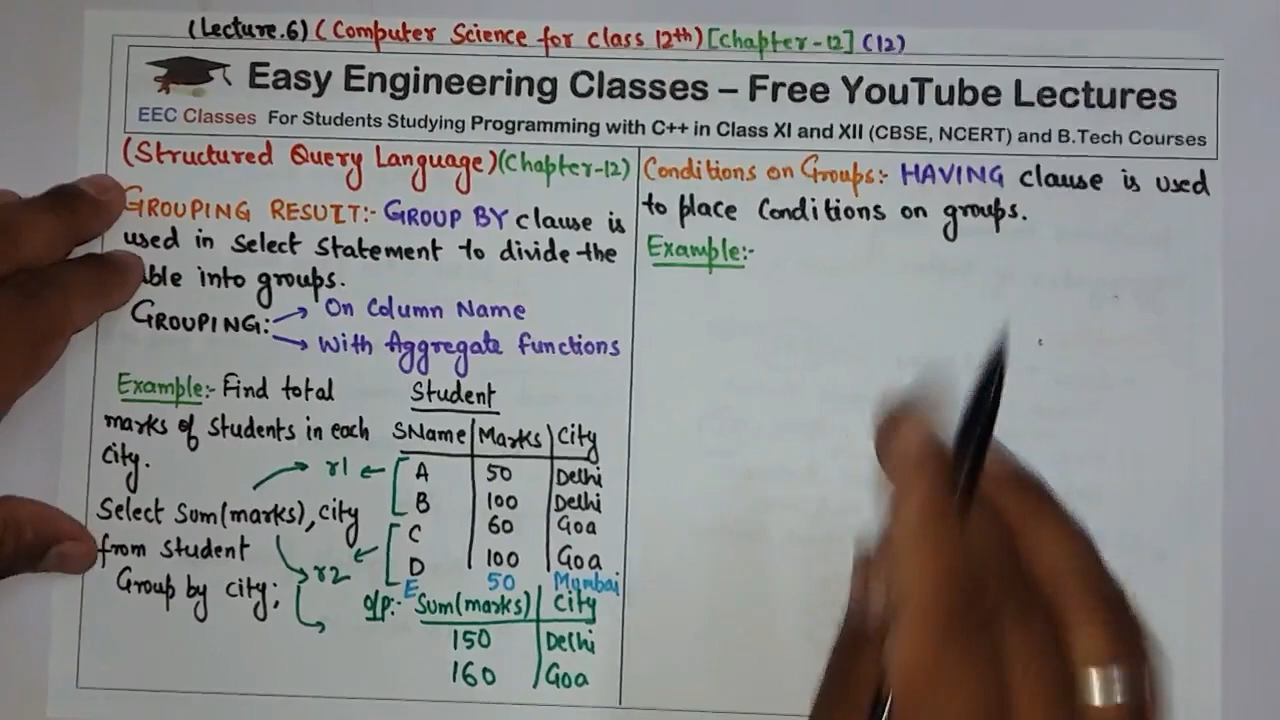 (Lecture.6) (Computer Science for class 12th) [Chapter-12] (12)
Easy Engineering Classes – Free YouTube Lectures
EEC Classes For Students Studying Programming with C++ in Class XI and XII (CBSE, NCERT) and B.Tech Courses
(Structured Query Language) (Chapter-12)
GROUPING RESULT:- GROUP BY clause is
used in Select Statement to divide the
into groups.
GROUPING:
On Column Name
With Aggregate functions
Example:- Find total
marks of students in each
city.
Select Sum(marks), city
from student
Group by city;
r1
r2
Student
SName Marks City
A 50 Delhi
B 100 Delhi
C 60 Goa
D 100 Goa
E 50 Mumbai
o/p:- Sum(marks) City
150 Delhi
160 Goa
Conditions on Groups:- HAVING clause is used
to place Conditions on groups.
Example:-